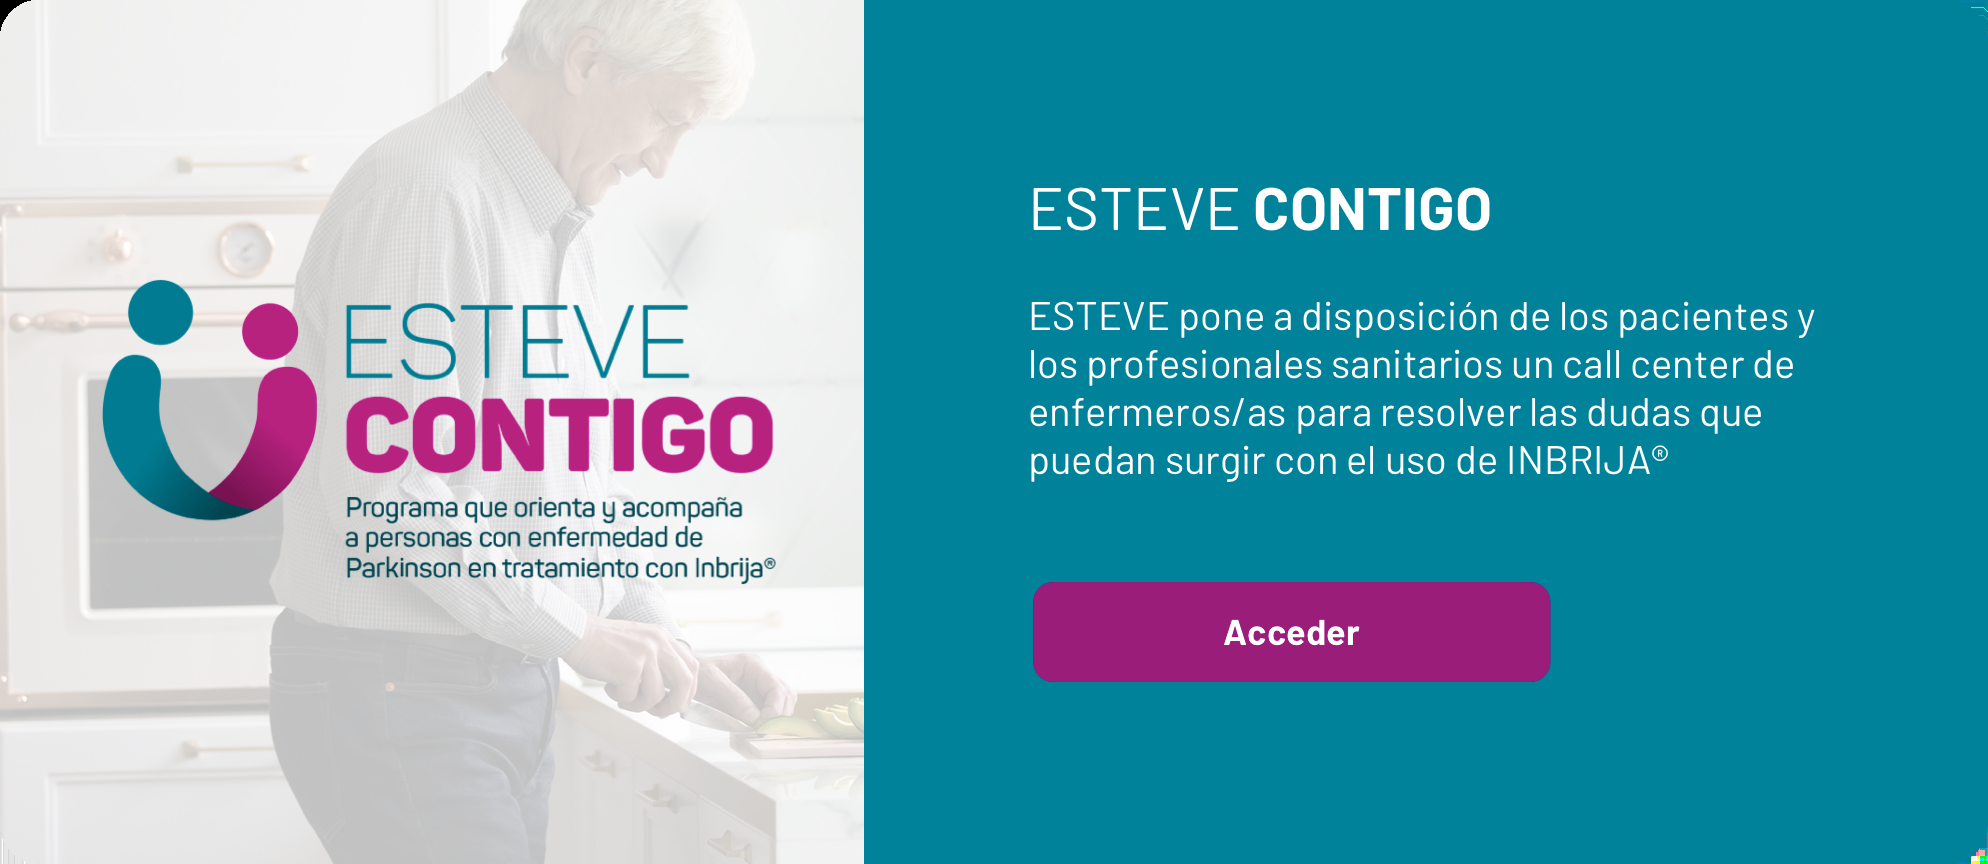 ESTEVE
CONTIGO
Programa que orienta y acompaña
a personas con enfermedad de
Parkinson en tratamiento con Inbrija®
ESTEVE CONTIGO
ESTEVE pone a disposición de los pacientes y
los profesionales sanitarios un call center de
enfermeros/as para resolver las dudas que
puedan surgir con el uso de INBRIJA®
Acceder